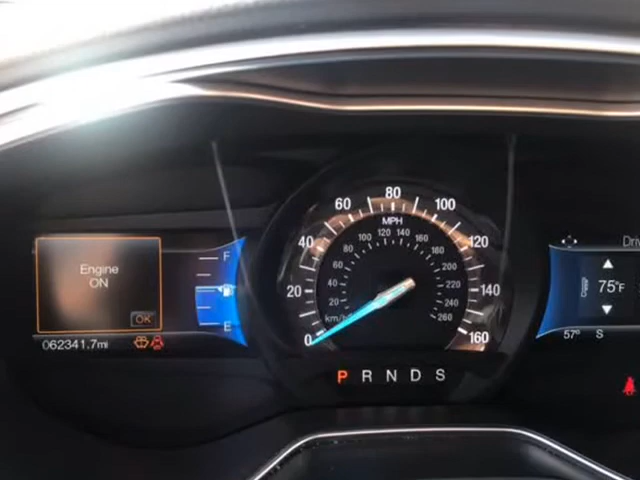 Engine
ON
OK
062341.7mi
F
E
0 20 40 60 80 100 120 140 160
MPH
20 40 60 80 100 120 140 160 180 200 220 240 260
km/h
P R N D S
75°F
57° S